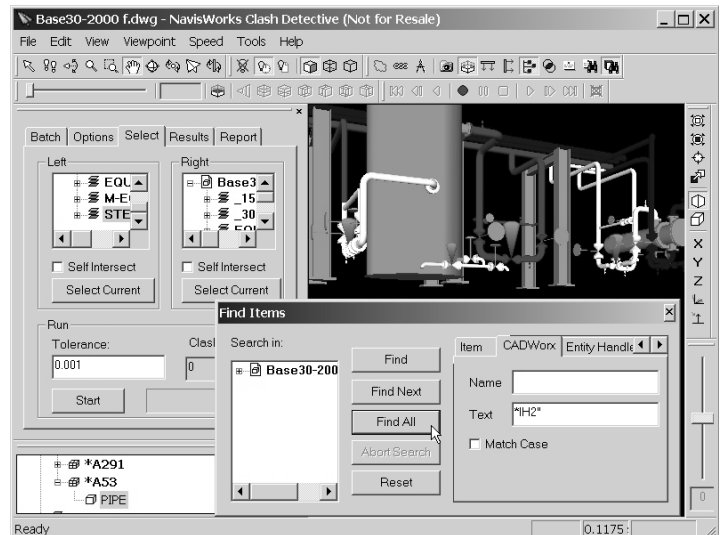 Base30-2000 f.dwg - NavisWorks Clash Detective (Not for Resale)
File Edit View Viewpoint Speed Tools Help
Batch Options Select Results Report
Left
Right
EQU
M-E
STE
Base3
_15
_30
Self Intersect
Self Intersect
Select Current
Select Current
X
Y
Z
Run
Tolerance:
Clas
0.001
0
Start
Find Items
Search in:
Base30-200
Find
Find Next
Find All
Abort Search
Reset
Item CADWorx Entity Handle
Name
Text *IH2"
Match Case
*A291
*A53
PIPE
0
Ready
0.1175: